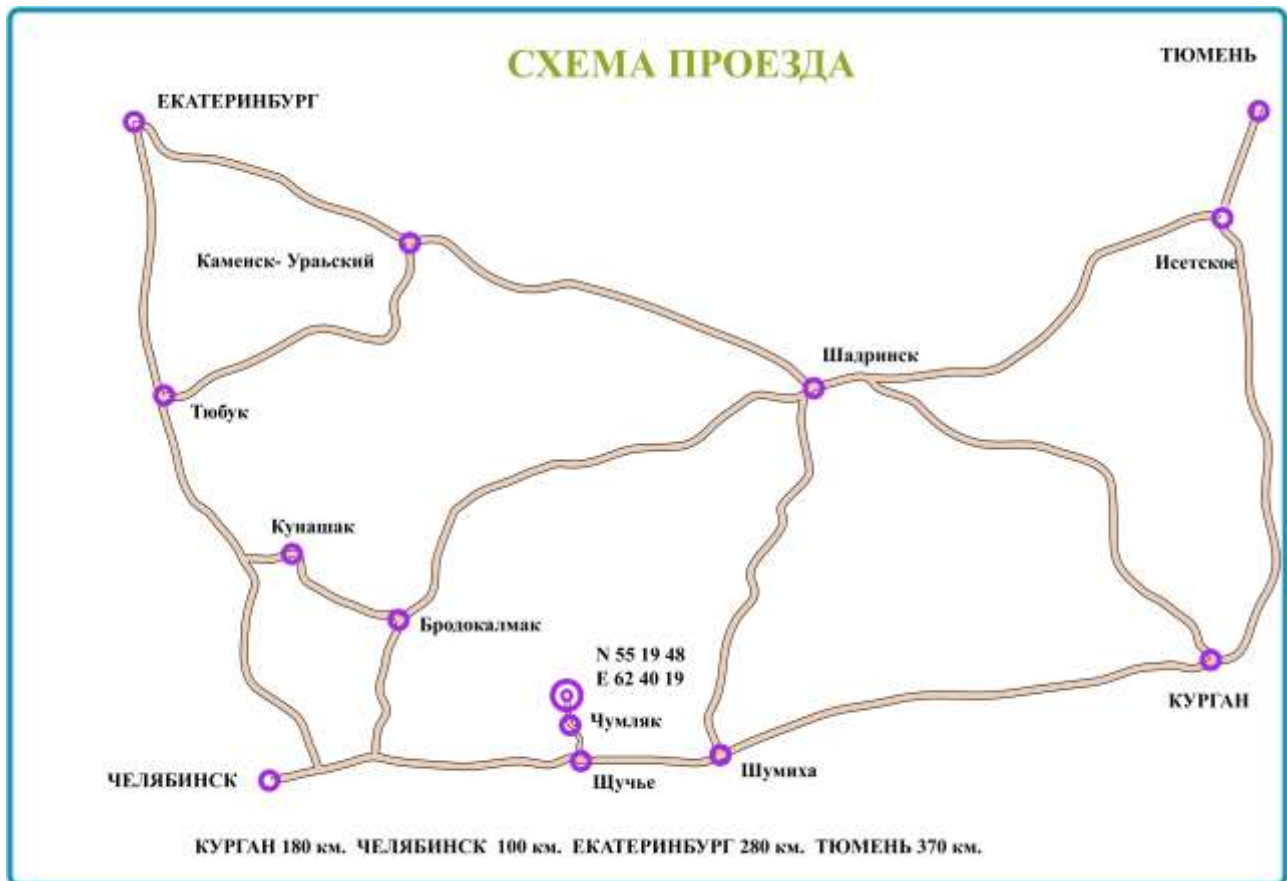 СХЕМА ПРОЕЗДА
ТЮМЕНЬ
ЕКАТЕРИНБУРГ
Каменск- Ураьский
Исетское
Шадринск
Тюбук
Кунашак
Бродокалмак
N 55 19 48
E 62 40 19
Чумляк
КУРГАН
Шумиха
ЧЕЛЯБИНСК
Щучье
КУРГАН 180 км. ЧЕЛЯБИНСК 100 км. ЕКАТЕРИНБУРГ 280 км. ТЮМЕНЬ 370 км.